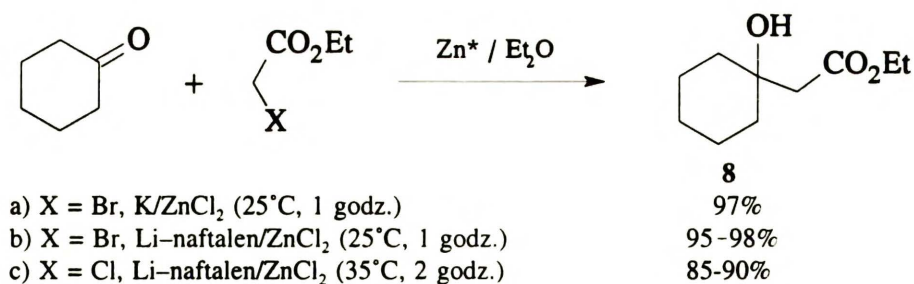 O
+
CO₂Et
X
Zn* / Et₂O
OH
CO₂Et
8
a) X = Br, K/ZnCl₂ (25°C, 1 godz.) 97%
b) X = Br, Li–naftalen/ZnCl₂ (25°C, 1 godz.) 95-98%
c) X = Cl, Li–naftalen/ZnCl₂ (35°C, 2 godz.) 85-90%